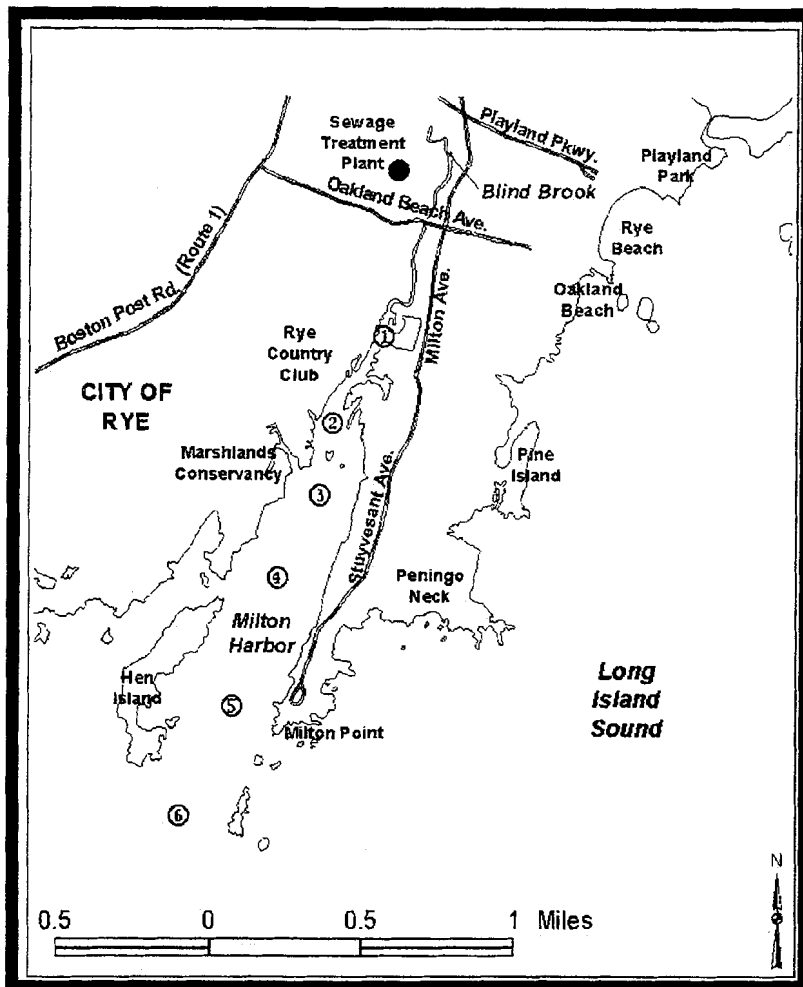 Sewage
Treatment
Plant
Playland Pkwy.
Playland
Park
Blind Brook
Oakland Beach Ave.
Rye
Beach
Boston Post Rd. (Route 1)
Oakland
Beach
Milton Ave.
Rye
Country
Club
1
CITY OF
RYE
2
Marshlands
Conservancy
Pine
Island
3
Stuyvesant Ave.
4
Peningo
Neck
Milton
Harbor
Hen
Island
Long
Island
Sound
5
Milton Point
6
N
0.5 0 0.5 1 Miles